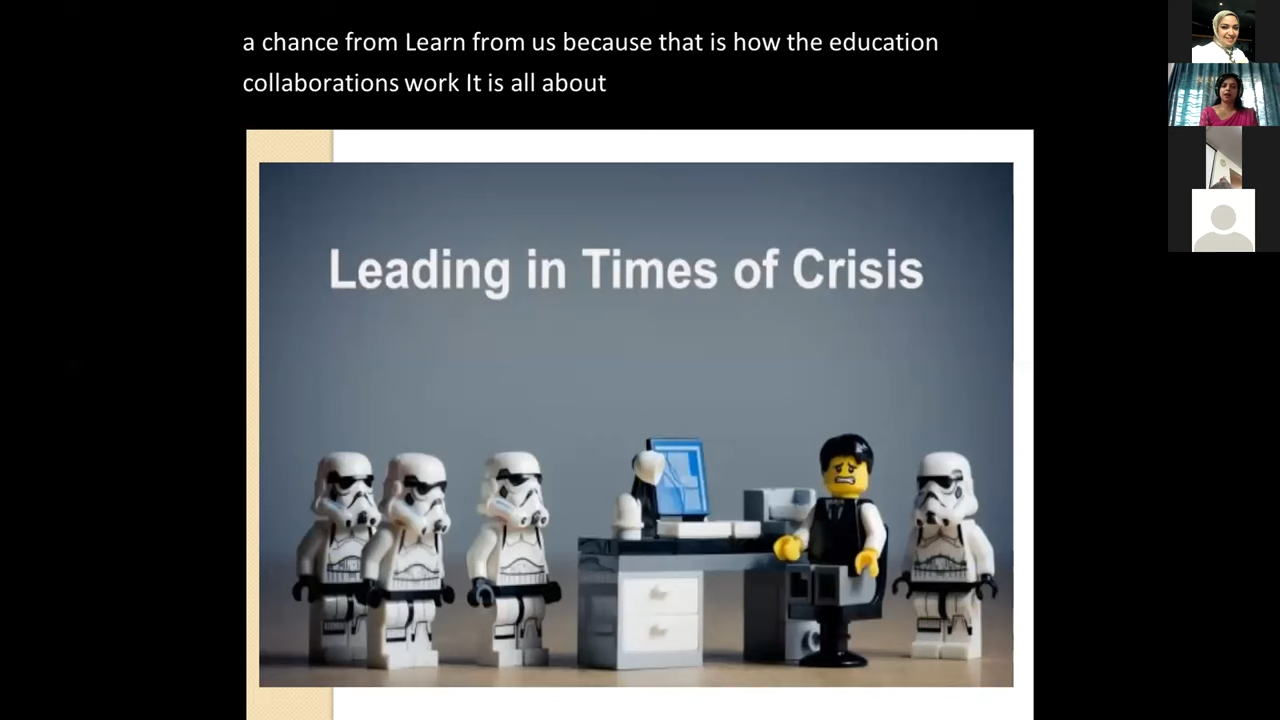 a chance from Learn from us because that is how the education
collaborations work It is all about
Leading in Times of Crisis